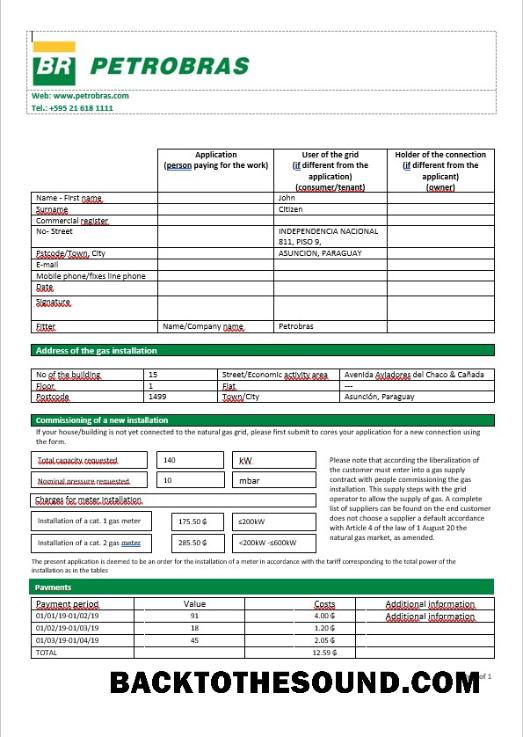 BR PETROBRAS
Web: www.petrobras.com
Tel.: +595 21 618 1111
Application
(person paying for the work)
User of the grid
(if different from the
application)
(consumer/tenant)
Holder of the connection
(if different from the
applicant)
(owner)
Name - First name John
Surname Citizen
Commercial register
No- Street INDEPENDENCIA NACIONAL
811, PISO 9,
Pstcode/Town, City ASUNCION, PARAGUAY
E-mail
Mobile phone/fixes line phone
Date
Signature
Fitter Name/Company name Petrobras
Address of the gas installation
No of the building 15 Street/Economic activity area Avenida Aviadores del Chaco & Cañada
Floor 1 Flat ---
Postcode 1499 Town/City Asunción, Paraguay
Commissioning of a new installation
If your house/building is not yet connected to the natural gas grid, please first submit to cores your application for a new connection using
the form.
Total capacity requested 140 kW
Nominal pressure requested 10 mbar
Charges for meter installation
Installation of a cat. 1 gas meter 175.50 ₲ ≤200kW
Installation of a cat. 2 gas meter 285.50 ₲ <200kW -≤600kW
Please note that according the liberalization of
the customer must enter into a gas supply
contract with people commissioning the gas
installation. This supply steps with the grid
operator to allow the supply of gas. A complete
list of suppliers can be found on the end customer
does not choose a supplier a default accordance
with Article 4 of the law of 1 August 20 the
natural gas market, as amended.
The present application is deemed to be an order for the installation of a meter in accordance with the tariff corresponding to the total power of the
installation as in the tables
Payments
Payment period Value Costs Additional information
01/01/19-01/02/19 91 4.00 ₲ Additional information
01/02/19-01/03/19 18 1.20 ₲
01/03/19-01/04/19 45 2.05 ₲
TOTAL 12.59 ₲
of 1
BACKTOTHESOUND.COM